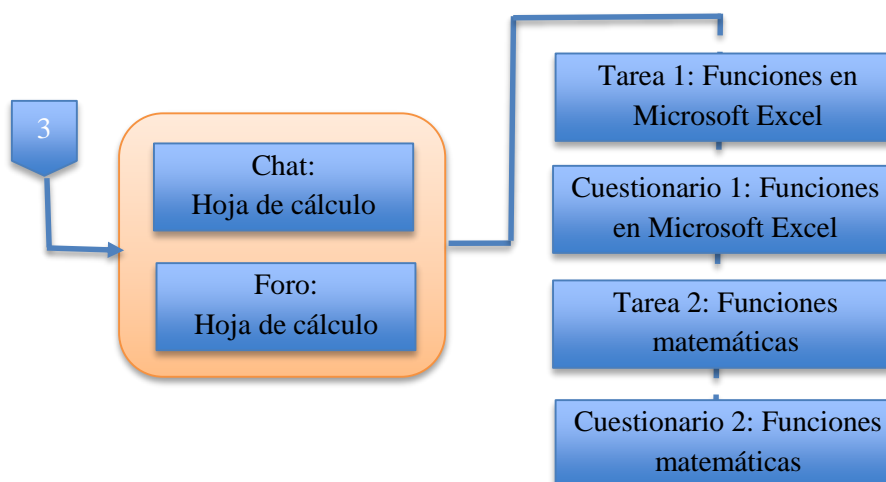 3
Chat:
Hoja de cálculo
Foro:
Hoja de cálculo
Tarea 1: Funciones en
Microsoft Excel
Cuestionario 1: Funciones
en Microsoft Excel
Tarea 2: Funciones
matemáticas
Cuestionario 2: Funciones
matemáticas